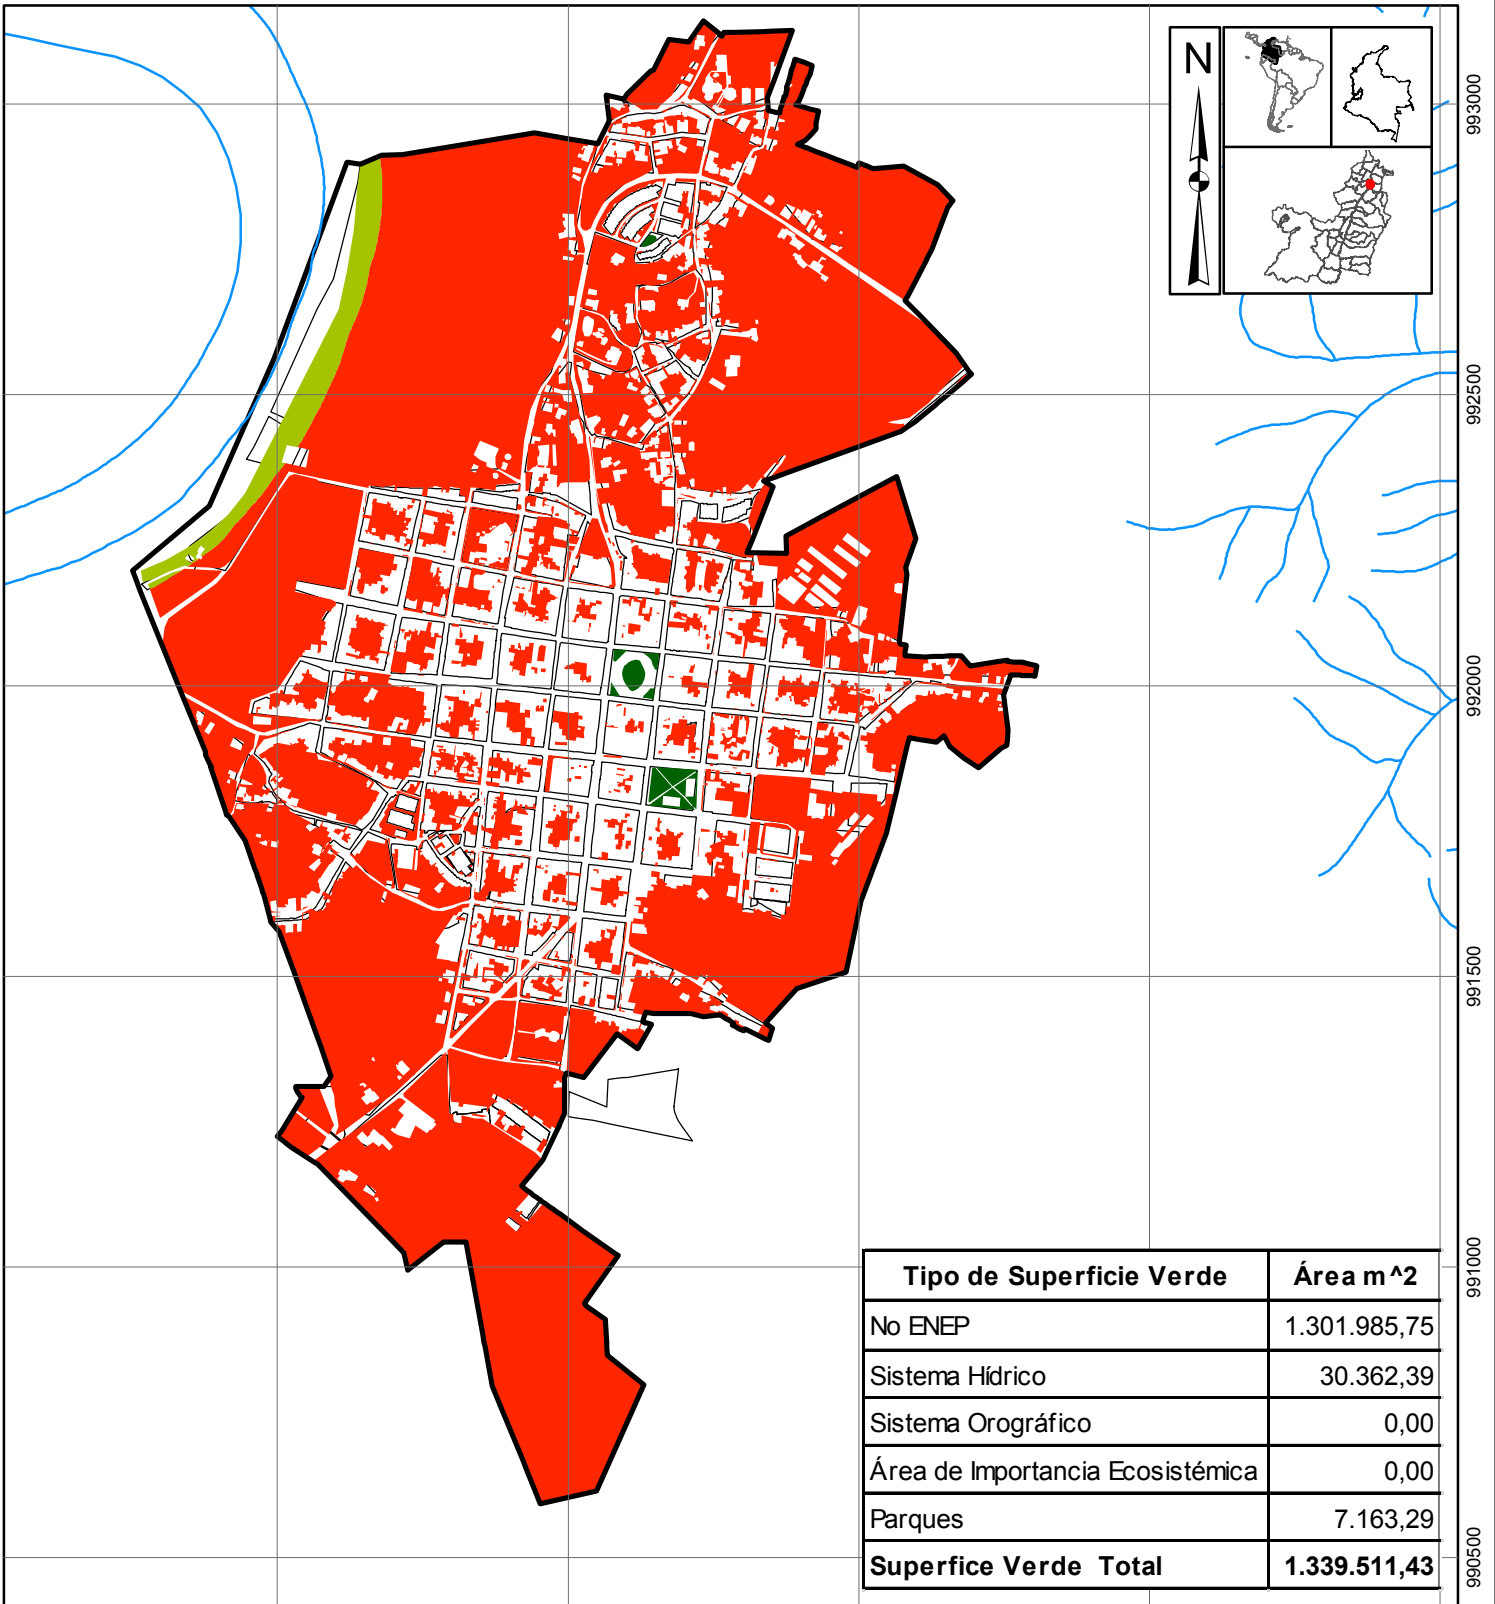 N
993000
992500
992000
991500
991000
990500
Tipo de Superficie Verde Área m^2
No ENEP 1.301.985,75
Sistema Hídrico 30.362,39
Sistema Orográfico 0,00
Área de Importancia Ecosistémica 0,00
Parques 7.163,29
Superfice Verde Total 1.339.511,43